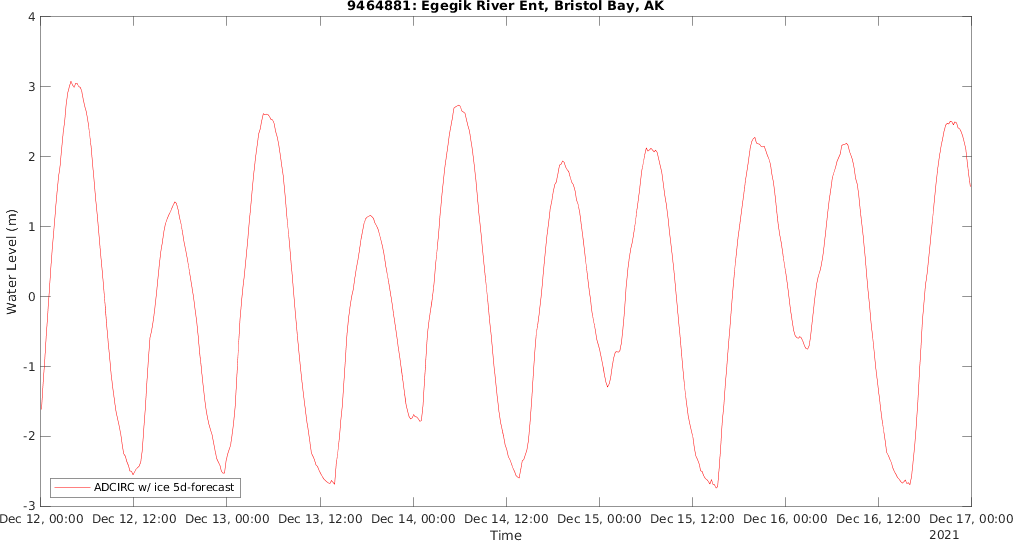 9464881: Egegik River Ent, Bristol Bay, AK
4
3
2
1
0
-1
-2
-3
Water Level (m)
ADCIRC w/ ice 5d-forecast
Dec 12, 00:00 Dec 12, 12:00 Dec 13, 00:00 Dec 13, 12:00 Dec 14, 00:00 Dec 14, 12:00 Dec 15, 00:00 Dec 15, 12:00 Dec 16, 00:00 Dec 16, 12:00 Dec 17, 00:00
Time
2021